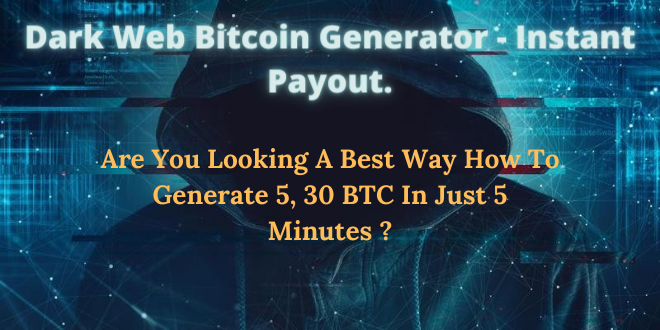 Dark Web Bitcoin Generator - Instant
Payout.
Are You Looking A Best Way How To
Generate 5, 30 BTC In Just 5
Minutes ?